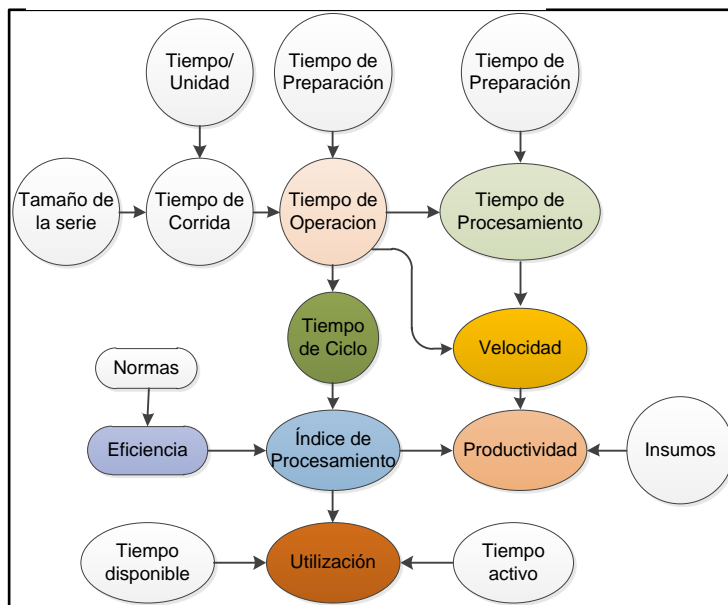 Tiempo/
Unidad
Tiempo de
Preparación
Tiempo de
Preparación
Tamaño de
la serie
Tiempo de
Corrida
Tiempo de
Operacion
Tiempo de
Procesamiento
Tiempo
de Ciclo
Velocidad
Normas
Eficiencia
Índice de
Procesamiento
Productividad
Insumos
Tiempo
disponible
Utilización
Tiempo
activo